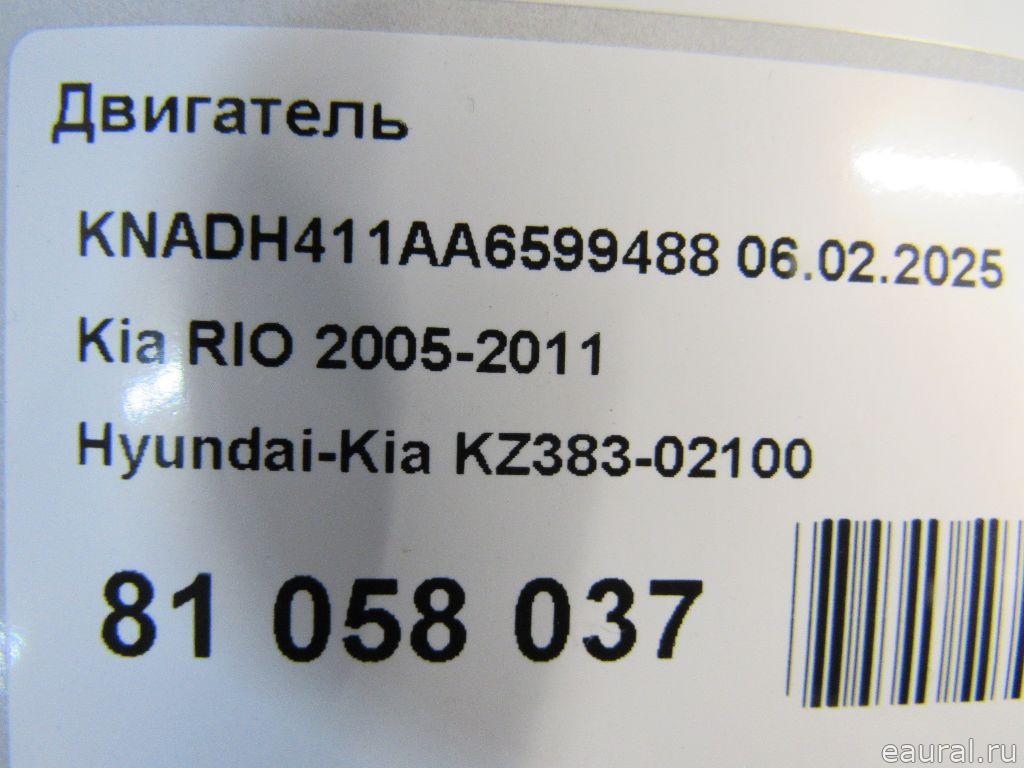 Двигатель
KNADH411AA6599488 06.02.2025
Kia RIO 2005-2011
Hyundai-Kia KZ383-02100
81 058 037
eaural.ru